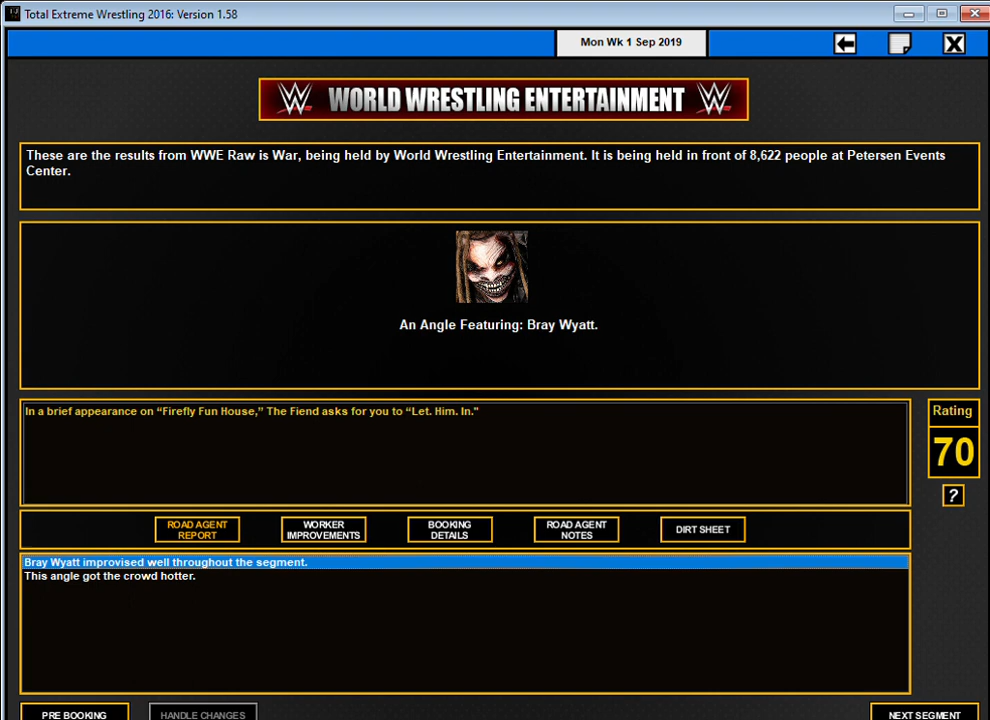 Total Extreme Wrestling 2016: Version 1.58
Mon Wk 1 Sep 2019
WORLD WRESTLING ENTERTAINMENT
These are the results from WWE Raw is War, being held by World Wrestling Entertainment. It is being held in front of 8,622 people at Petersen Events
Center.
An Angle Featuring: Bray Wyatt.
In a brief appearance on “Firefly Fun House,” The Fiend asks for you to “Let. Him. In.”
Rating
70
?
ROAD AGENT
REPORT
WORKER
IMPROVEMENTS
BOOKING
DETAILS
ROAD AGENT
NOTES
DIRT SHEET
Bray Wyatt improvised well throughout the segment.
This angle got the crowd hotter.
PRE BOOKING
HANDLE CHANGES
NEXT SEGMENT